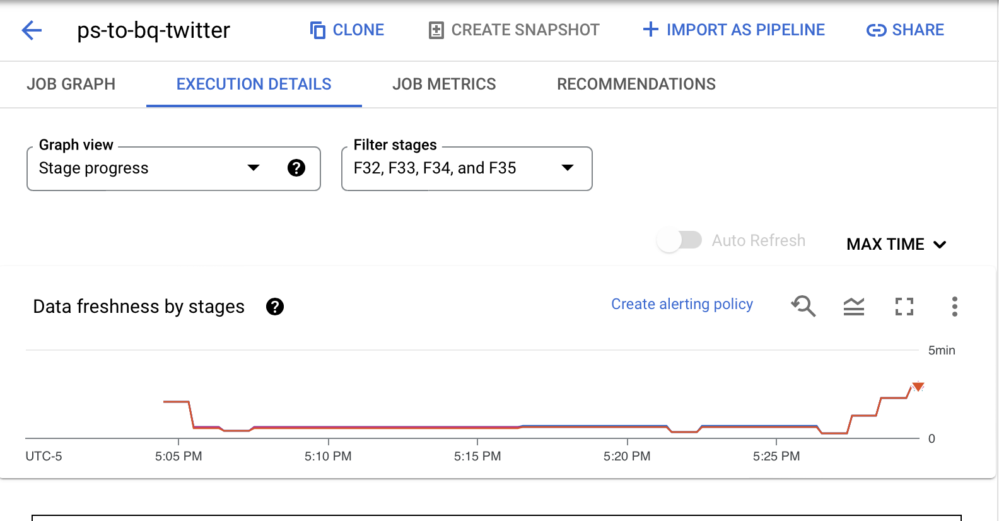 ps-to-bq-twitter CLONE CREATE SNAPSHOT IMPORT AS PIPELINE SHARE
JOB GRAPH EXECUTION DETAILS JOB METRICS RECOMMENDATIONS
Graph view Filter stages
Stage progress F32, F33, F34, and F35
Auto Refresh MAX TIME
Data freshness by stages Create alerting policy
5min
0
UTC-5 5:05 PM 5:10 PM 5:15 PM 5:20 PM 5:25 PM